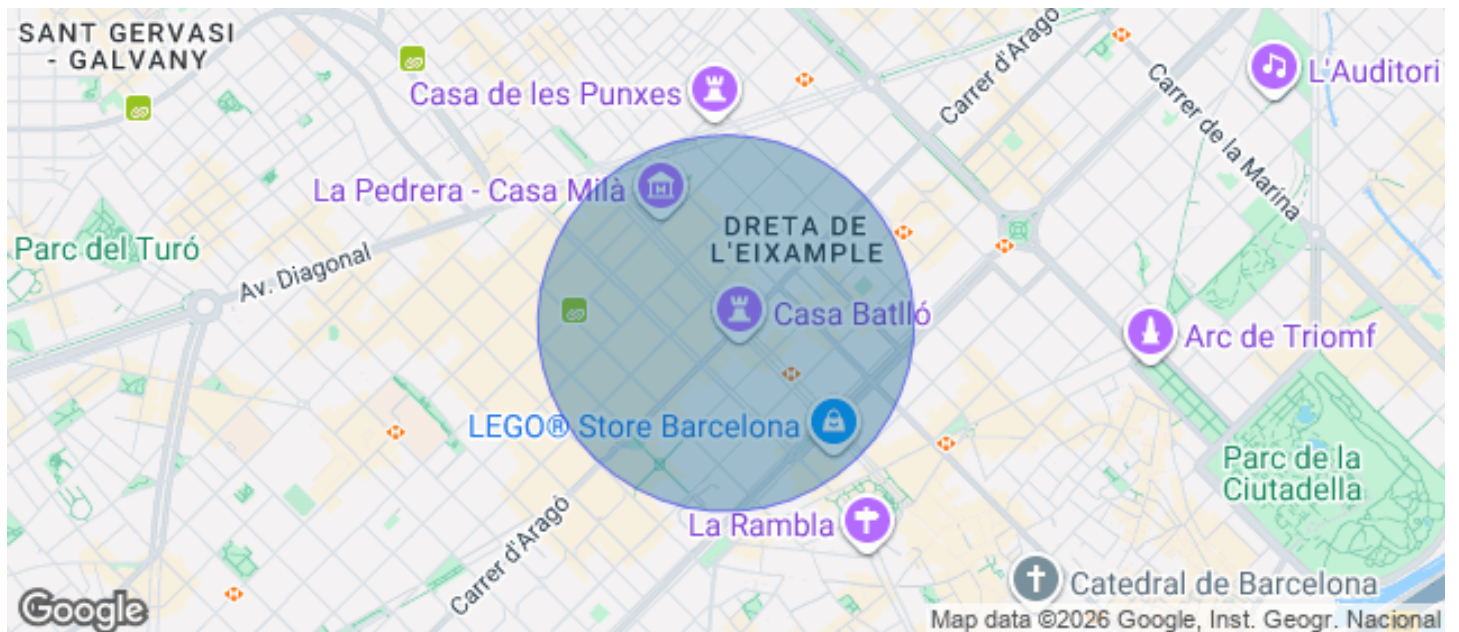 SANT GERVASI
- GALVANY
Casa de les Punxes
Carrer d'Aragó
L'Auditori
Carrer de la Marina
La Pedrera - Casa Milà
DRETA DE
L'EIXAMPLE
Parc del Turó
Av. Diagonal
Casa Batlló
Arc de Triomf
LEGO® Store Barcelona
Parc de la
Ciutadella
La Rambla
Carrer d'Aragó
Catedral de Barcelona
Google
Map data ©2026 Google, Inst. Geogr. Nacional